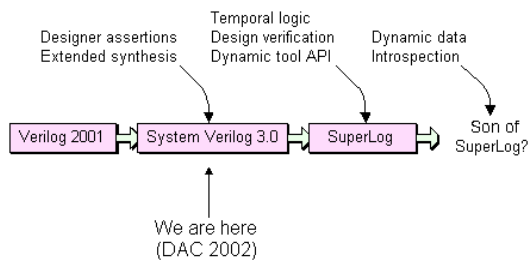 Designer assertions
Extended synthesis
Temporal logic
Design verification
Dynamic tool API
Dynamic data
Introspection
Verilog 2001
System Verilog 3.0
SuperLog
Son of
SuperLog?
We are here
(DAC 2002)